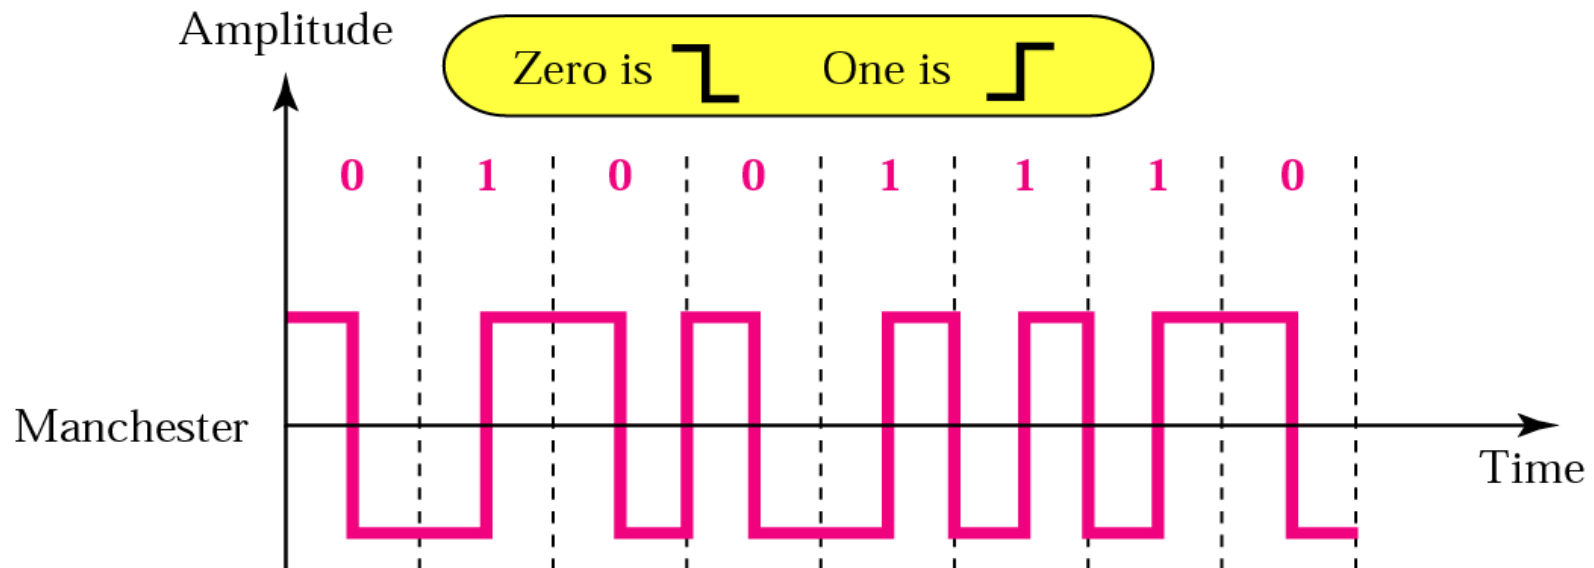 Amplitude
Zero is One is
0 1 0 0 1 1 1 0
Manchester
Time